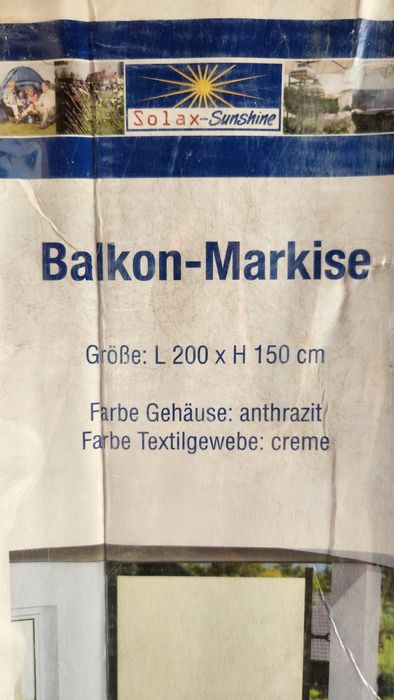 Solax-Sunshine
Balkon-Markise
Größe: L 200 x H 150 cm
Farbe Gehäuse: anthrazit
Farbe Textilgewebe: creme